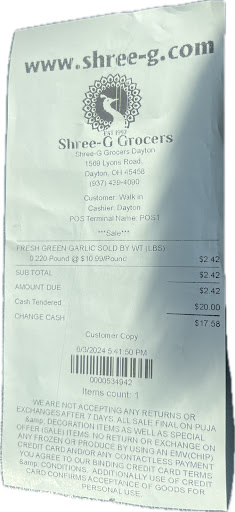 www.shree-g.com
Est 1992
Shree-G Grocers
Shree-G Grocers Dayton
1569 Lyons Road,
Dayton, OH 45458
(937) 439-4090
Customer: Walk in
Cashier: Dayton
POS Terminal Name: POS1
***Sale***
FRESH GREEN GARLIC SOLD BY WT (LBS)
0.220 Pound @ $10.99/Pound $2.42
SUB TOTAL $2.42
AMOUNT DUE $2.42
Cash Tendered $20.00
CHANGE CASH $17.58
Customer Copy
6/3/2024 5:41:50 PM
0000534942
Items count: 1
WE ARE NOT ACCEPTING ANY RETURNS OR
EXCHANGES AFTER 7 DAYS. ALL SALE FINAL ON PUJA
&amp; DECORATION ITEMS AS WELL AS SPECIAL
OFFER (SALE) ITEMS. NO RETURN OR EXCHANGE ON
ANY FROZEN OR PRODUCE BY USING AN EMV(CHIP)
CREDIT CARD AND/OR ANY CONTACTLESS PAYMENT
YOU AGREE TO OUR BINDING CREDIT CARD TERMS
&amp; CONDITIONS. ADDITIONALLY USE OF CREDIT
CARD CONFIRMS ACCEPTANCE OF GOODS FOR
PERSONAL USE.